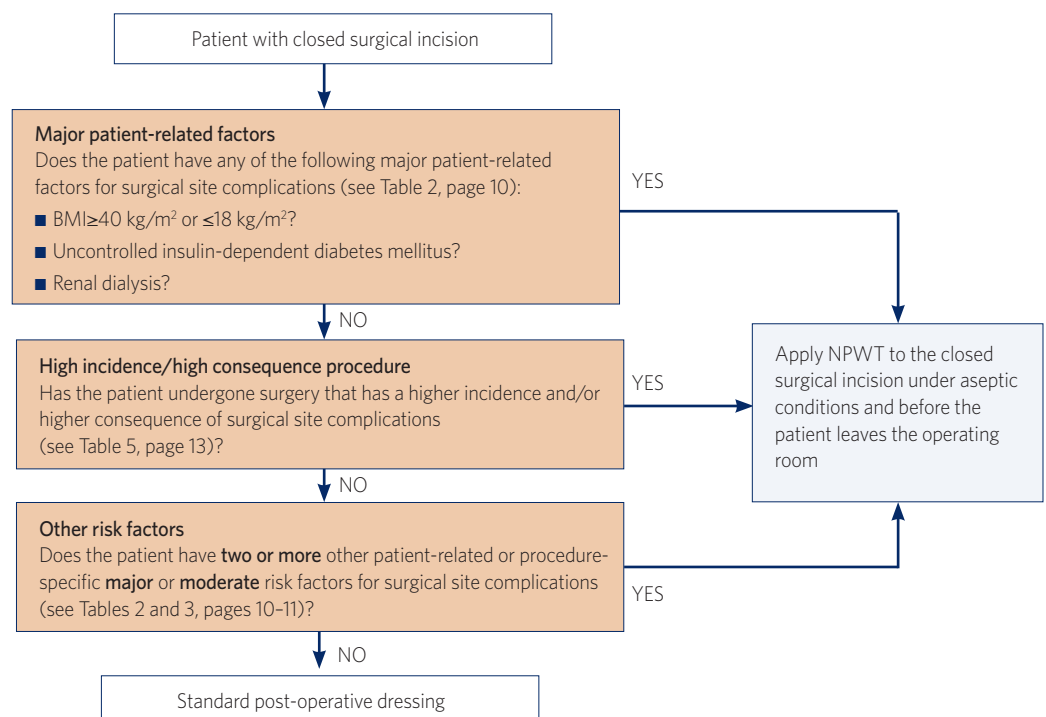 Patient with closed surgical incision
Major patient-related factors
Does the patient have any of the following major patient-related
factors for surgical site complications (see Table 2, page 10):
■ BMI≥40 kg/m² or ≤18 kg/m²?
■ Uncontrolled insulin-dependent diabetes mellitus?
■ Renal dialysis?
YES
NO
High incidence/high consequence procedure
Has the patient undergone surgery that has a higher incidence and/or
higher consequence of surgical site complications
(see Table 5, page 13)?
YES
Apply NPWT to the closed
surgical incision under aseptic
conditions and before the
patient leaves the operating
room
NO
Other risk factors
Does the patient have two or more other patient-related or procedure-
specific major or moderate risk factors for surgical site complications
(see Tables 2 and 3, pages 10–11)?
YES
NO
Standard post-operative dressing